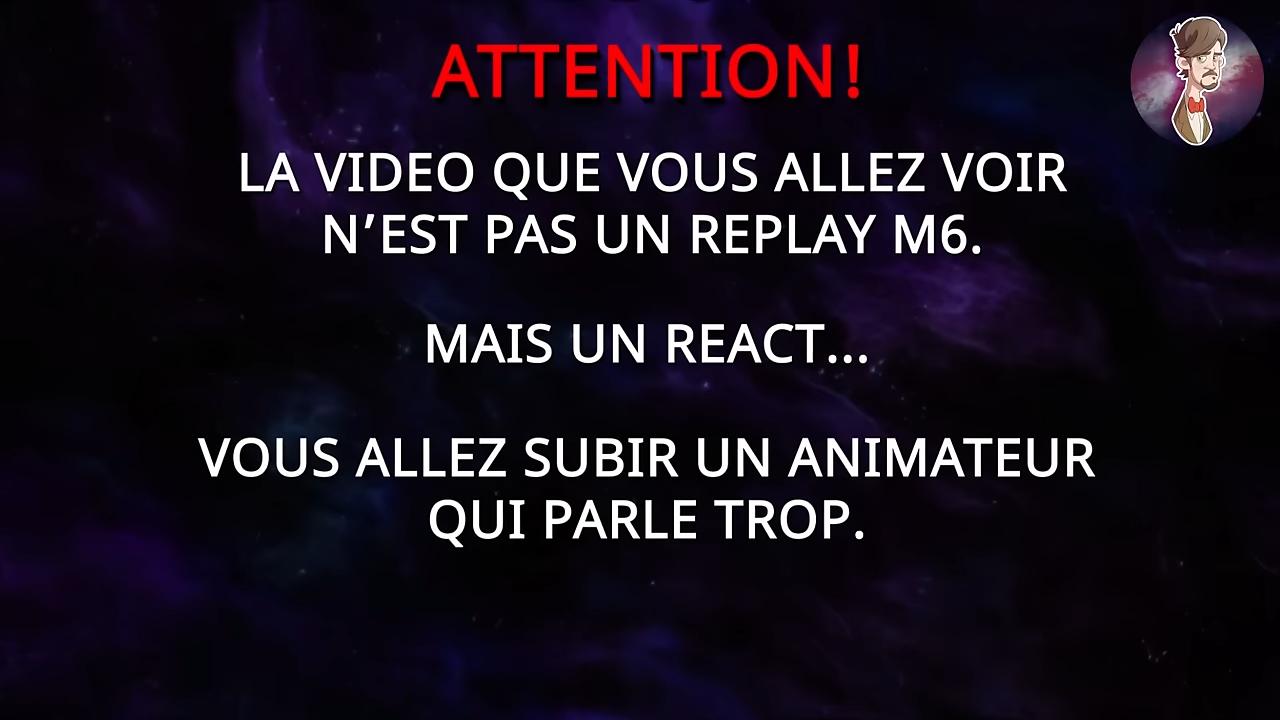 ATTENTION!
LA VIDEO QUE VOUS ALLEZ VOIR
N’EST PAS UN REPLAY M6.
MAIS UN REACT...
VOUS ALLEZ SUBIR UN ANIMATEUR
QUI PARLE TROP.